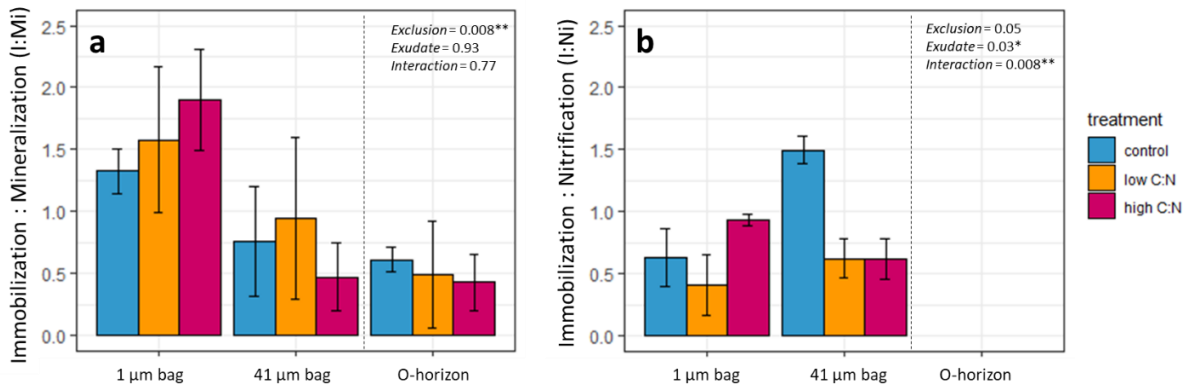 Immobilization : Mineralization (I:Mi)
2.5
2.0
1.5
1.0
0.5
0.0
a
Exclusion = 0.008**
Exudate = 0.93
Interaction = 0.77
1 μm bag
41 μm bag
O-horizon
Immobilization : Nitrification (I:Ni)
2.5
2.0
1.5
1.0
0.5
0.0
b
Exclusion = 0.05
Exudate = 0.03*
Interaction = 0.008**
1 μm bag
41 μm bag
O-horizon
treatment
control
low C:N
high C:N